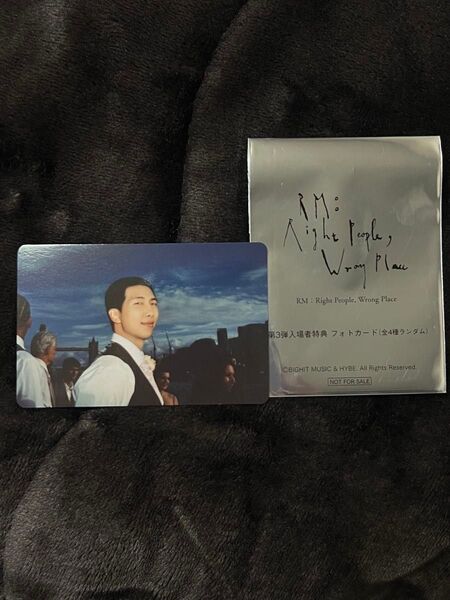 RM:
Right People,
Wrong Place
RM : Right People, Wrong Place
第3弾入場者特典 フォトカード(全4種ランダム)
©BIGHIT MUSIC & HYBE. All Rights Reserved.
NOT FOR SALE